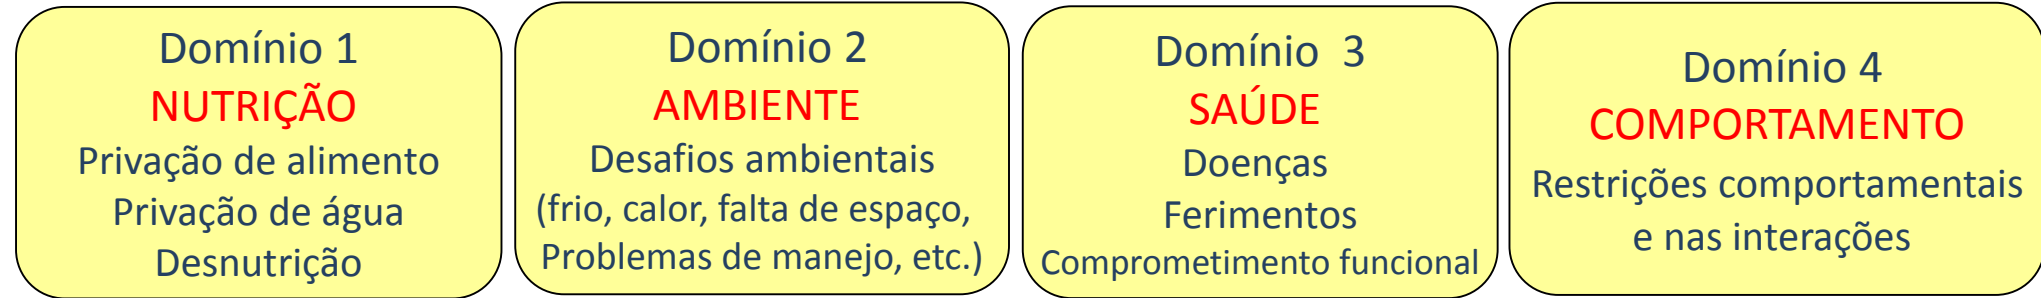 Domínio 1
NUTRIÇÃO
Privação de alimento
Privação de água
Desnutrição
Domínio 2
AMBIENTE
Desafios ambientais
(frio, calor, falta de espaço,
Problemas de manejo, etc.)
Domínio 3
SAÚDE
Doenças
Ferimentos
Comprometimento funcional
Domínio 4
COMPORTAMENTO
Restrições comportamentais
e nas interações